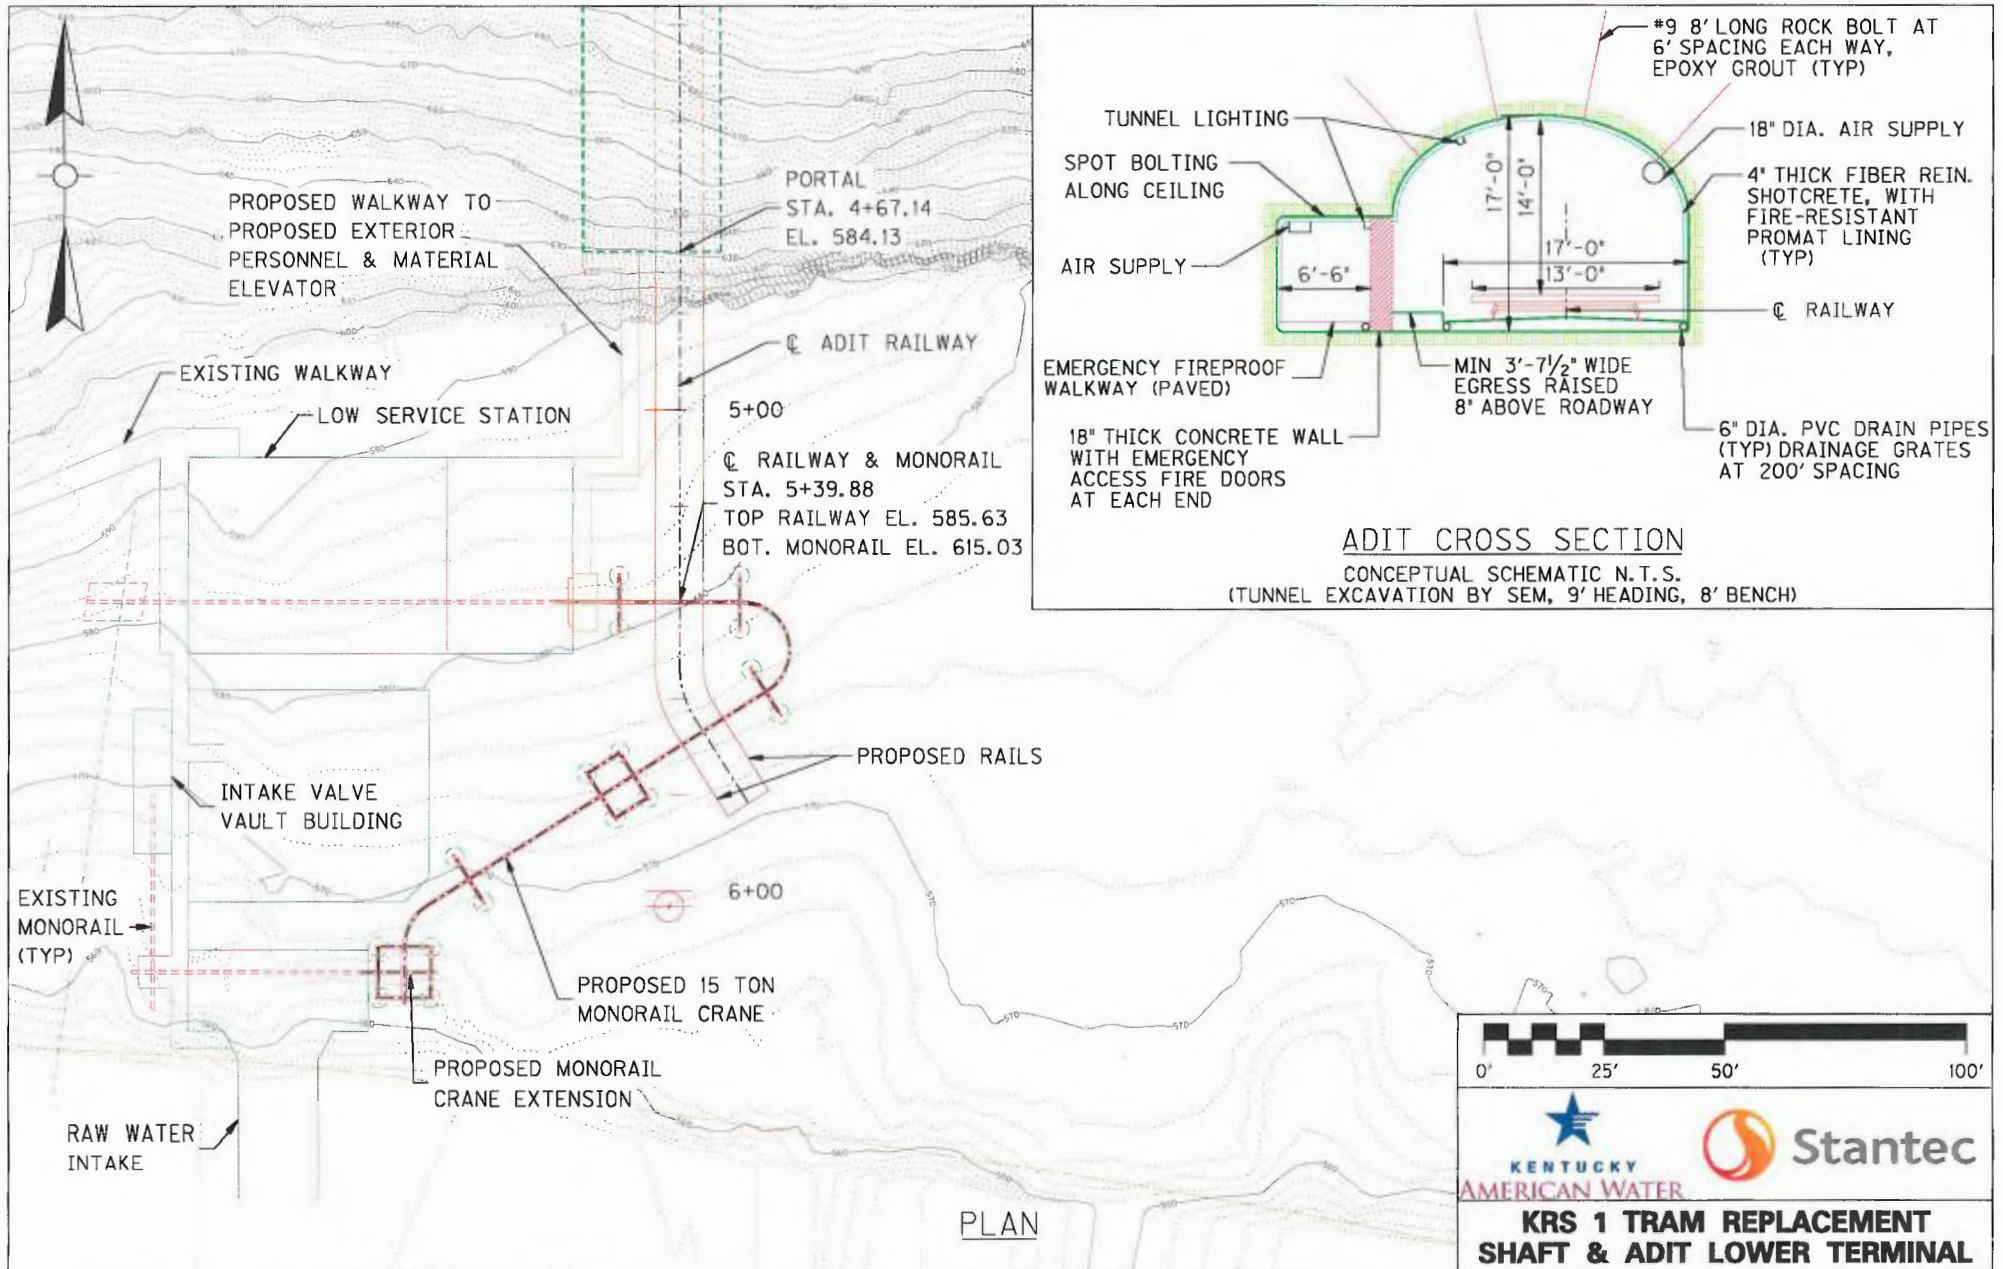 PROPOSED WALKWAY TO
PROPOSED EXTERIOR
PERSONNEL & MATERIAL
ELEVATOR
PORTAL
STA. 4+67.14
EL. 584.13
℄ ADIT RAILWAY
EXISTING WALKWAY
LOW SERVICE STATION
5+00
℄ RAILWAY & MONORAIL
STA. 5+39.88
TOP RAILWAY EL. 585.63
BOT. MONORAIL EL. 615.03
PROPOSED RAILS
INTAKE VALVE
VAULT BUILDING
EXISTING
MONORAIL
(TYP)
6+00
PROPOSED 15 TON
MONORAIL CRANE
PROPOSED MONORAIL
CRANE EXTENSION
RAW WATER
INTAKE
PLAN
#9 8' LONG ROCK BOLT AT
6' SPACING EACH WAY,
EPOXY GROUT (TYP)
TUNNEL LIGHTING
18" DIA. AIR SUPPLY
SPOT BOLTING
ALONG CEILING
4" THICK FIBER REIN.
SHOTCRETE, WITH
FIRE-RESISTANT
PROMAT LINING
(TYP)
17'-0"
14'-0"
AIR SUPPLY
6'-6"
17'-0"
13'-0"
℄ RAILWAY
EMERGENCY FIREPROOF
WALKWAY (PAVED)
MIN 3'-7½" WIDE
EGRESS RAISED
8" ABOVE ROADWAY
18" THICK CONCRETE WALL
WITH EMERGENCY
ACCESS FIRE DOORS
AT EACH END
6" DIA. PVC DRAIN PIPES
(TYP) DRAINAGE GRATES
AT 200' SPACING
ADIT CROSS SECTION
CONCEPTUAL SCHEMATIC N.T.S.
(TUNNEL EXCAVATION BY SEM, 9' HEADING, 8' BENCH)
590
580
570
570
570
570
570
560
0' 25' 50' 100'
KENTUCKY
AMERICAN WATER
Stantec
KRS 1 TRAM REPLACEMENT
SHAFT & ADIT LOWER TERMINAL